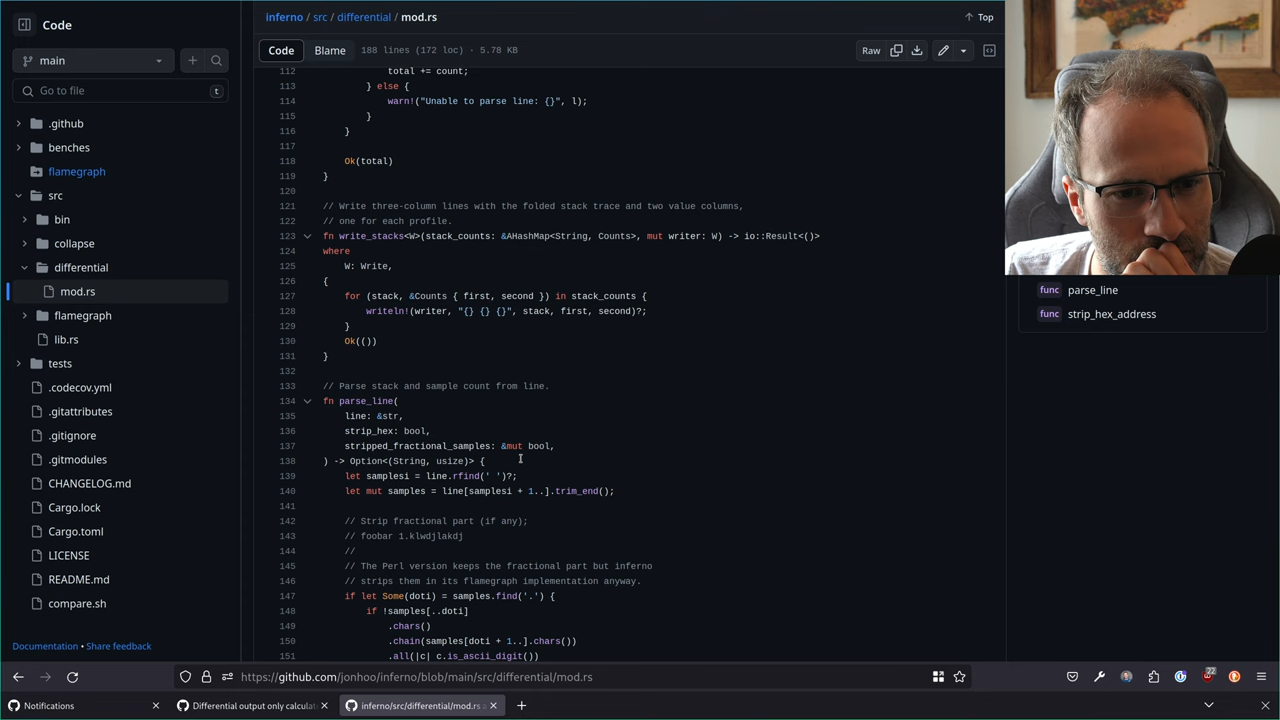 Code
inferno / src / differential / mod.rs
Top
main
Code Blame 188 lines (172 loc) · 5.78 KB
Raw
Go to file t
.github
benches
flamegraph
src
bin
collapse
differential
mod.rs
flamegraph
lib.rs
tests
.codecov.yml
.gitattributes
.gitignore
.gitmodules
CHANGELOG.md
Cargo.lock
Cargo.toml
LICENSE
README.md
compare.sh
Documentation • Share feedback
112 total += count;
113 } else {
114 warn!("Unable to parse line: {}", l);
115 }
116 }
117
118 Ok(total)
119 }
120
121 // Write three-column lines with the folded stack trace and two value columns,
122 // one for each profile.
123 fn write_stacks<W>(stack_counts: &AHashMap<String, Counts>, mut writer: W) -> io::Result<()>
124 where
125 W: Write,
126 {
127 for (stack, &Counts { first, second }) in stack_counts {
128 writeln!(writer, "{} {} {}", stack, first, second)?;
129 }
130 Ok(())
131 }
132
133 // Parse stack and sample count from line.
134 fn parse_line(
135 line: &str,
136 strip_hex: bool,
137 stripped_fractional_samples: &mut bool,
138 ) -> Option<(String, usize)> {
139 let samplesi = line.rfind(' ')?;
140 let mut samples = line[samplesi + 1..].trim_end();
141
142 // Strip fractional part (if any);
143 // foobar 1.klwdjlakdj
144 //
145 // The Perl version keeps the fractional part but inferno
146 // strips them in its flamegraph implementation anyway.
147 if let Some(doti) = samples.find('.') {
148 if !samples[..doti]
149 .chars()
150 .chain(samples[doti + 1..].chars())
151 .all(|c| c.is_ascii_digit())
func parse_line
func strip_hex_address
https://github.com/jonhoo/inferno/blob/main/src/differential/mod.rs
22
Notifications
Differential output only calcula
inferno/src/differential/mod.rs